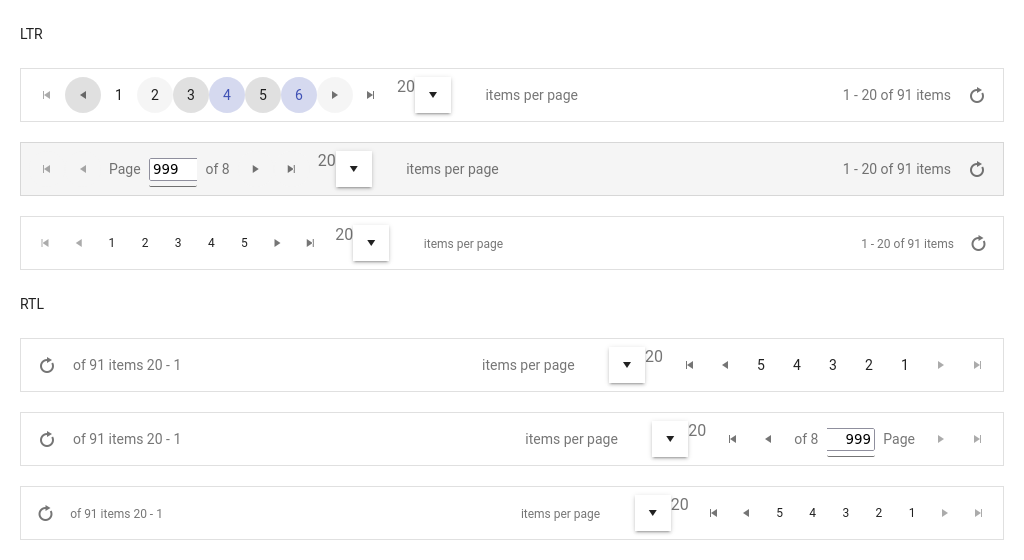 LTR
1 2 3 4 5 6 20 items per page 1 - 20 of 91 items
Page 999 of 8 20 items per page 1 - 20 of 91 items
1 2 3 4 5 20 items per page 1 - 20 of 91 items
RTL
of 91 items 20 - 1 items per page 20 5 4 3 2 1
of 91 items 20 - 1 items per page 20 of 8 999 Page
of 91 items 20 - 1 items per page 20 5 4 3 2 1